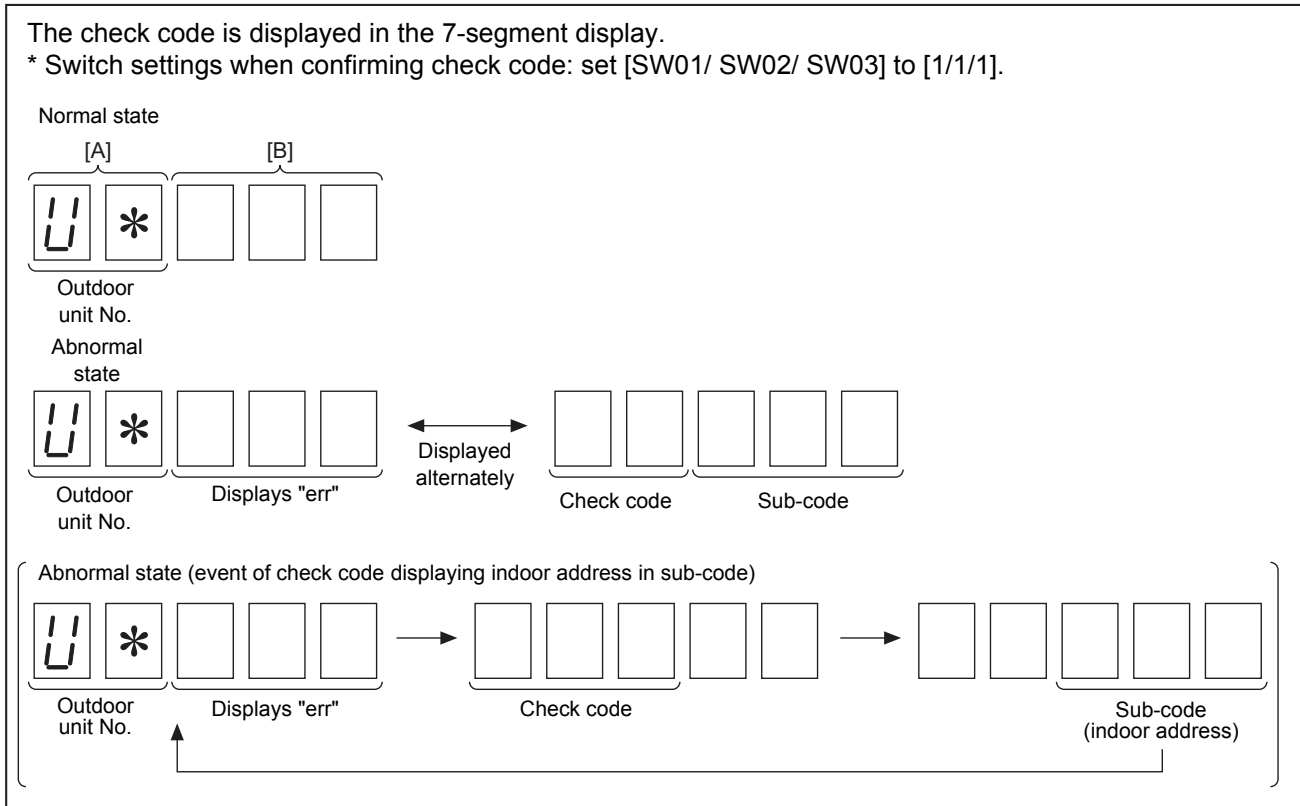 The check code is displayed in the 7-segment display.
* Switch settings when confirming check code: set [SW01/ SW02/ SW03] to [1/1/1].
Normal state
[A] [B]
U *
Outdoor
unit No.
Abnormal
state
U *
Displayed
alternately
Outdoor
unit No.
Displays "err"
Check code
Sub-code
Abnormal state (event of check code displaying indoor address in sub-code)
U *
Outdoor
unit No.
Displays "err"
Check code
Sub-code
(indoor address)